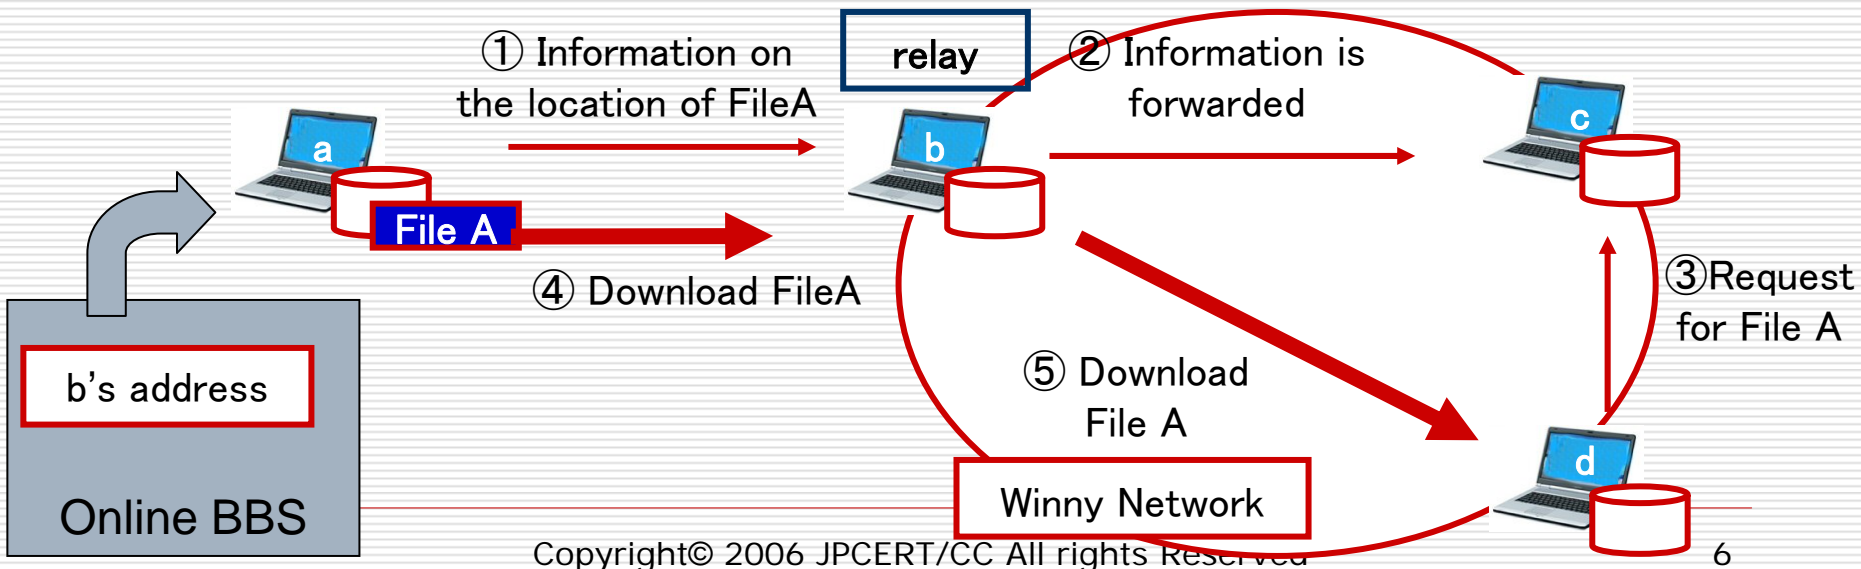 ① Information on
the location of FileA
relay
② Information is
forwarded
a
b
c
File A
④ Download FileA
③Request
for File A
b's address
⑤ Download
File A
d
Online BBS
Winny Network
Copyright© 2006 JPCERT/CC All rights Reserved
6